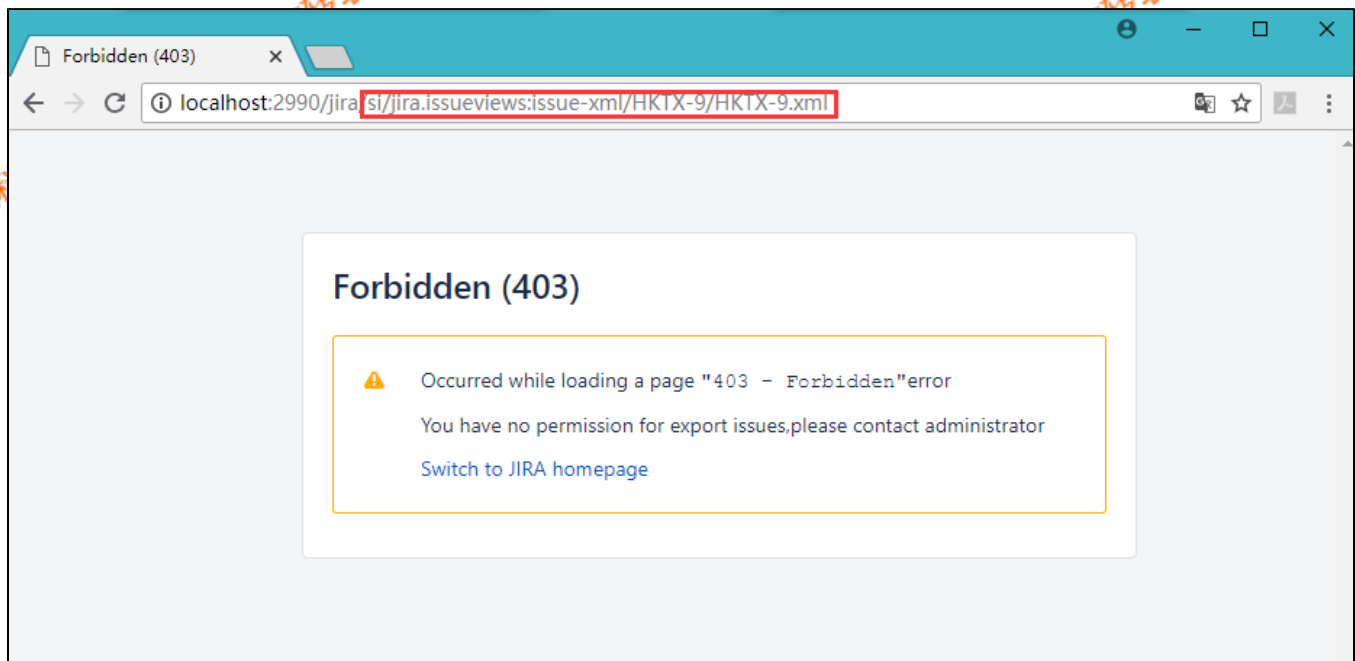 Forbidden (403)
localhost:2990/jira/si/jira.issueviews:issue-xml/HKTX-9/HKTX-9.xml
Forbidden (403)
Occurred while loading a page "403 - Forbidden"error
You have no permission for export issues,please contact administrator
Switch to JIRA homepage